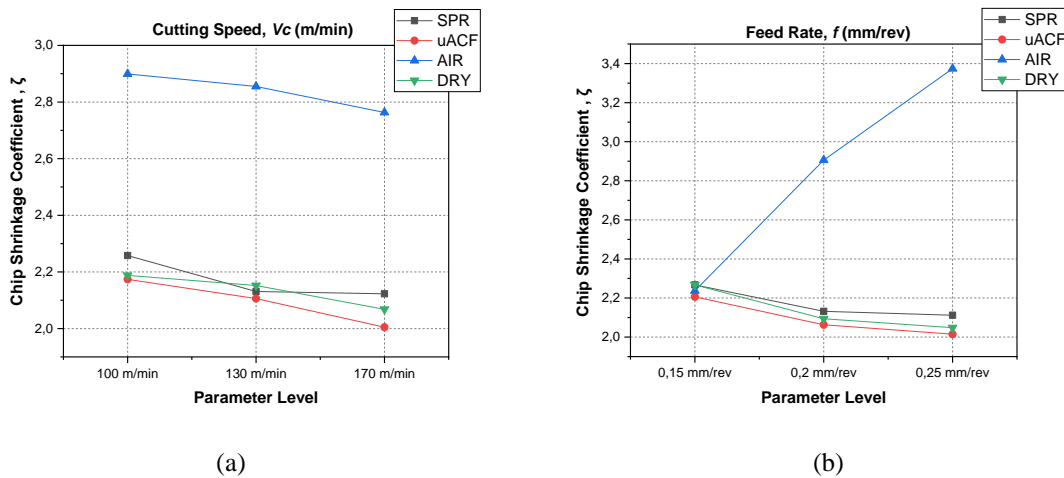 Cutting Speed, Vc (m/min)
SPR
uACF
AIR
DRY
Chip Shrinkage Coefficient , ζ
3,0
2,8
2,6
2,4
2,2
2,0
100 m/min 130 m/min 170 m/min
Parameter Level
(a)
Feed Rate, f (mm/rev)
SPR
uACF
AIR
DRY
Chip Shrinkage Coefficient , ζ
3,4
3,2
3,0
2,8
2,6
2,4
2,2
2,0
0,15 mm/rev 0,2 mm/rev 0,25 mm/rev
Parameter Level
(b)